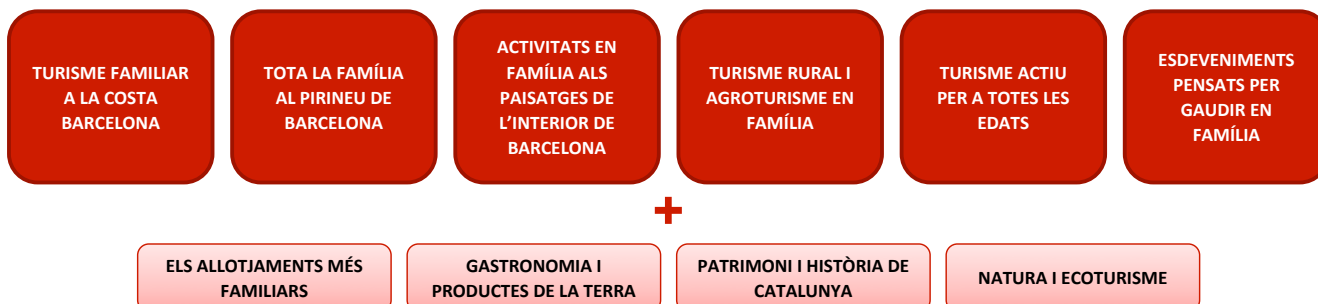 TURISME FAMILIAR
A LA COSTA
BARCELONA
TOTA LA FAMÍLIA
AL PIRINEU DE
BARCELONA
ACTIVITATS EN
FAMÍLIA ALS
PAISATGES DE
L’INTERIOR DE
BARCELONA
TURISME RURAL I
AGROTURISME EN
FAMÍLIA
TURISME ACTIU
PER A TOTES LES
EDATS
ESDEVENIMENTS
PENSATS PER
GAUDIR EN
FAMÍLIA
+
ELS ALLOTJAMENTS MÉS
FAMILIARS
GASTRONOMIA I
PRODUCTES DE LA TERRA
PATRIMONI I HISTÒRIA DE
CATALUNYA
NATURA I ECOTURISME